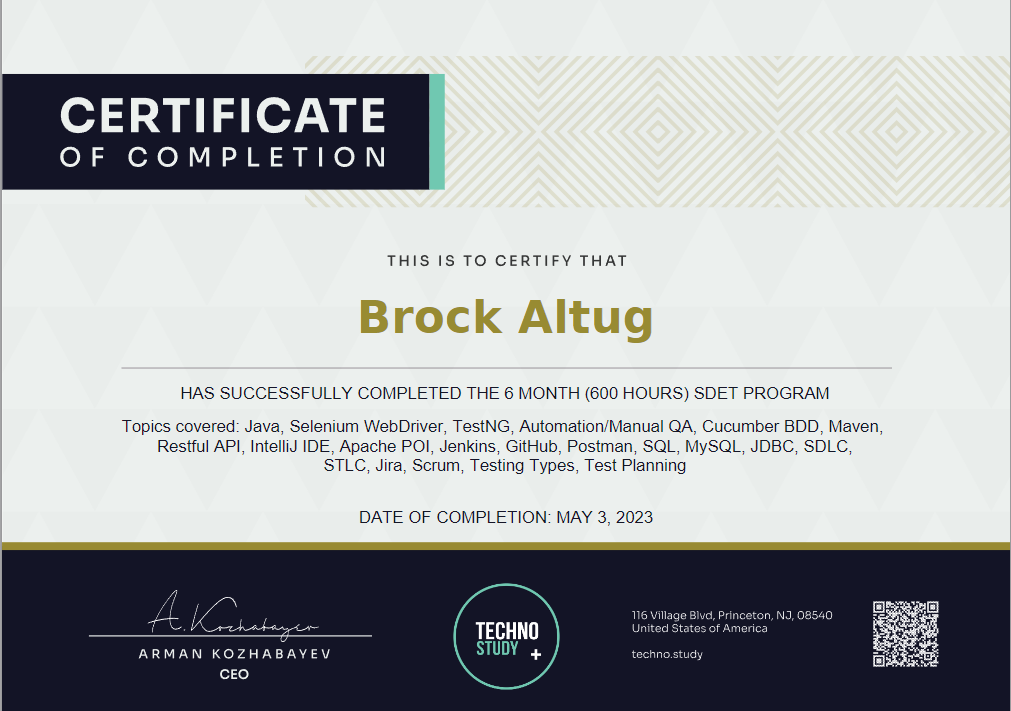 CERTIFICATE
OF COMPLETION
THIS IS TO CERTIFY THAT
Brock Altug
HAS SUCCESSFULLY COMPLETED THE 6 MONTH (600 HOURS) SDET PROGRAM
Topics covered: Java, Selenium WebDriver, TestNG, Automation/Manual QA, Cucumber BDD, Maven,
Restful API, IntelliJ IDE, Apache POI, Jenkins, GitHub, Postman, SQL, MySQL, JDBC, SDLC,
STLC, Jira, Scrum, Testing Types, Test Planning
DATE OF COMPLETION: MAY 3, 2023
A. Kozhabayev
ARMAN KOZHABAYEV
CEO
TECHNO
STUDY
116 Village Blvd, Princeton, NJ, 08540
United States of America
techno.study